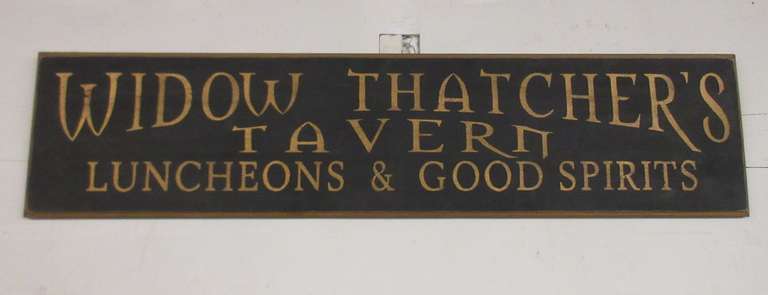 WIDOW THATCHER'S
TAVERN
LUNCHEONS & GOOD SPIRITS